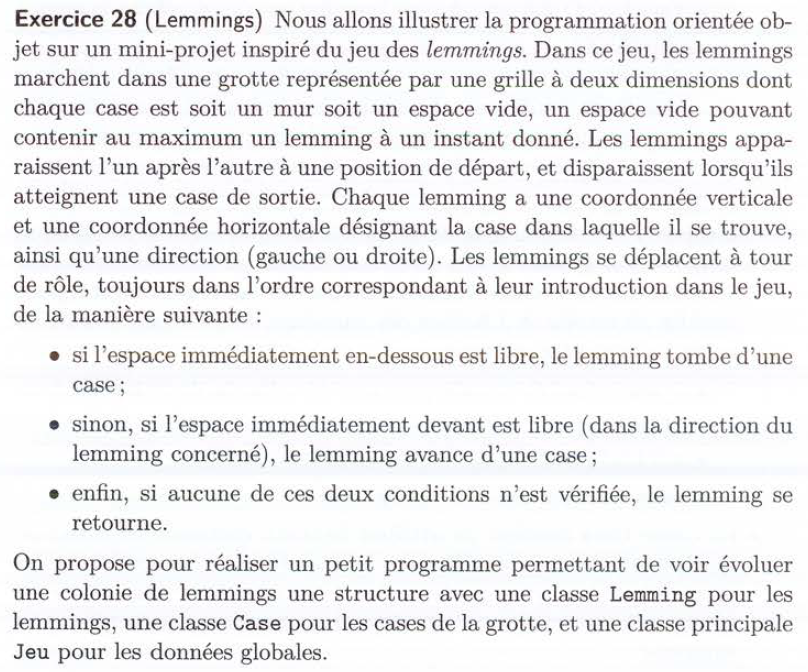 Exercice 28 (Lemmings) Nous allons illustrer la programmation orientée ob-
jet sur un mini-projet inspiré du jeu des lemmings. Dans ce jeu, les lemmings
marchent dans une grotte représentée par une grille à deux dimensions dont
chaque case est soit un mur soit un espace vide, un espace vide pouvant
contenir au maximum un lemming à un instant donné. Les lemmings appa-
raissent l'un après l'autre à une position de départ, et disparaissent lorsqu'ils
atteignent une case de sortie. Chaque lemming a une coordonnée verticale
et une coordonnée horizontale désignant la case dans laquelle il se trouve,
ainsi qu'une direction (gauche ou droite). Les lemmings se déplacent à tour
de rôle, toujours dans l'ordre correspondant à leur introduction dans le jeu,
de la manière suivante :
• si l'espace immédiatement en-dessous est libre, le lemming tombe d'une
case ;
• sinon, si l'espace immédiatement devant est libre (dans la direction du
lemming concerné), le lemming avance d'une case ;
• enfin, si aucune de ces deux conditions n'est vérifiée, le lemming se
retourne.
On propose pour réaliser un petit programme permettant de voir évoluer
une colonie de lemmings une structure avec une classe Lemming pour les
lemmings, une classe Case pour les cases de la grotte, et une classe principale
Jeu pour les données globales.